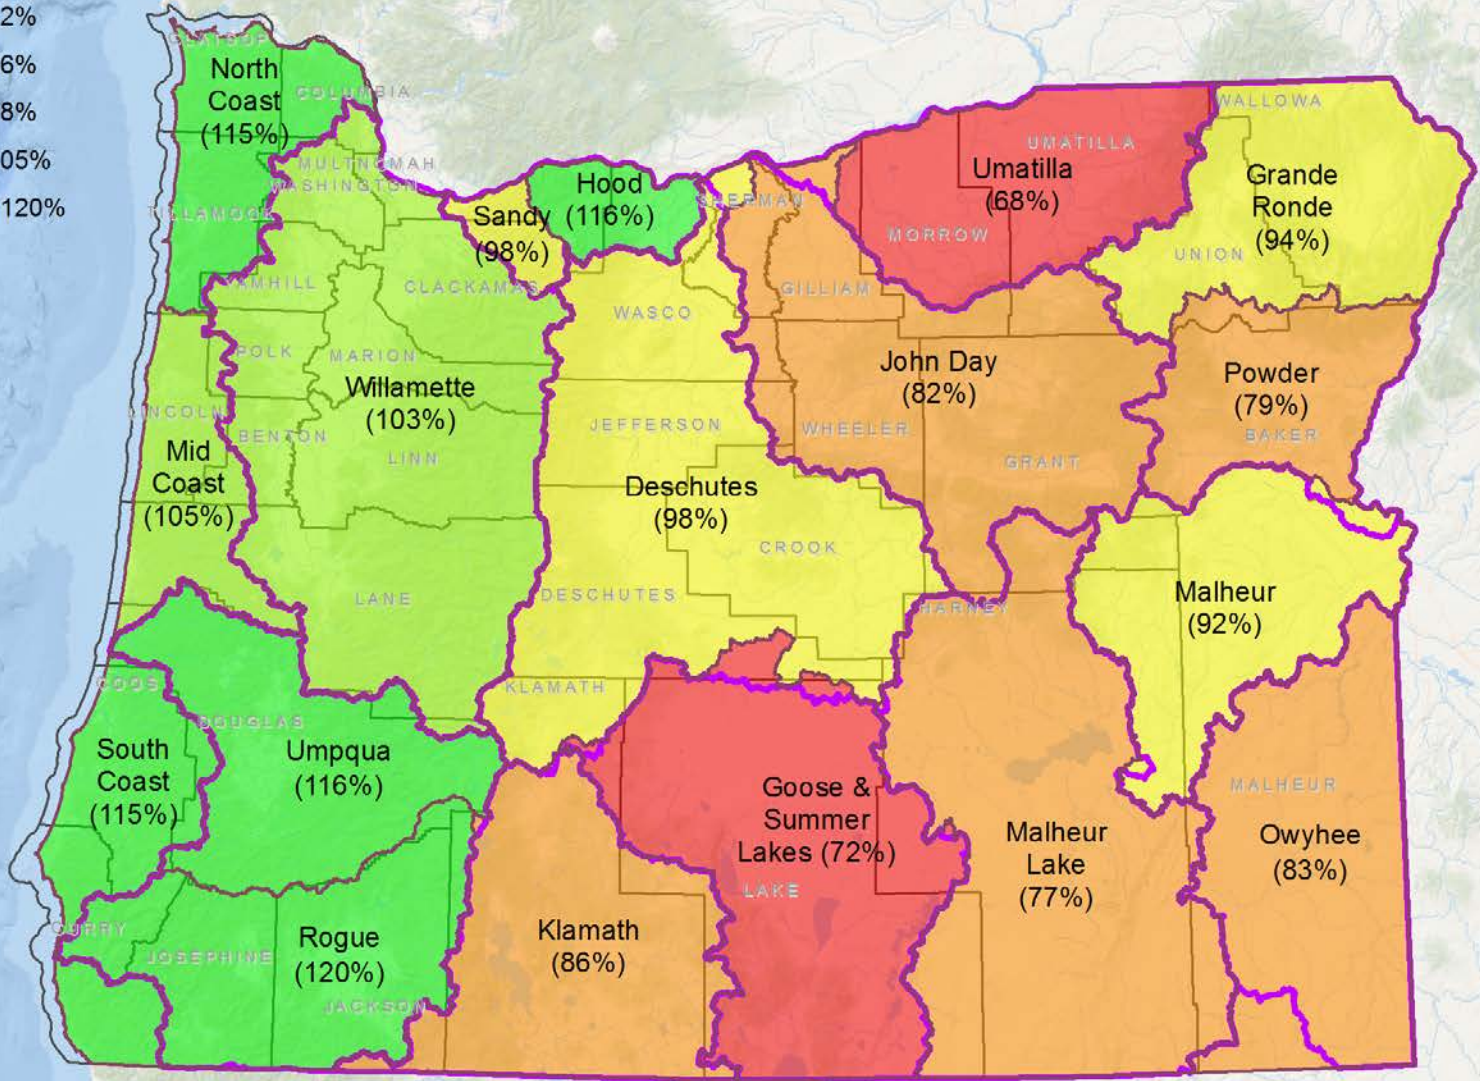 2%
6%
8%
05%
120%
CLATSOP
North
Coast
(115%)
COLUMBIA
MULTNOMAH
WASHINGTON
TILLAMOOK
Sandy
(98%)
Hood
(116%)
SHERMAN
UMATILLA
Umatilla
(68%)
MORROW
WALLOWA
Grande
Ronde
(94%)
UNION
YAMHILL
CLACKAMAS
WASCO
GILLIAM
POLK
MARION
Willamette
(103%)
John Day
(82%)
Powder
(79%)
BAKER
LINCOLN
BENTON
LINN
JEFFERSON
WHEELER
GRANT
Mid
Coast
(105%)
Deschutes
(98%)
CROOK
LANE
DESCHUTES
HARNEY
Malheur
(92%)
COOS
DOUGLAS
KLAMATH
South
Coast
(115%)
Umpqua
(116%)
Goose &
Summer
Lakes (72%)
LAKE
Malheur
Lake
(77%)
MALHEUR
Owyhee
(83%)
CURRY
JOSEPHINE
Rogue
(120%)
JACKSON
Klamath
(86%)